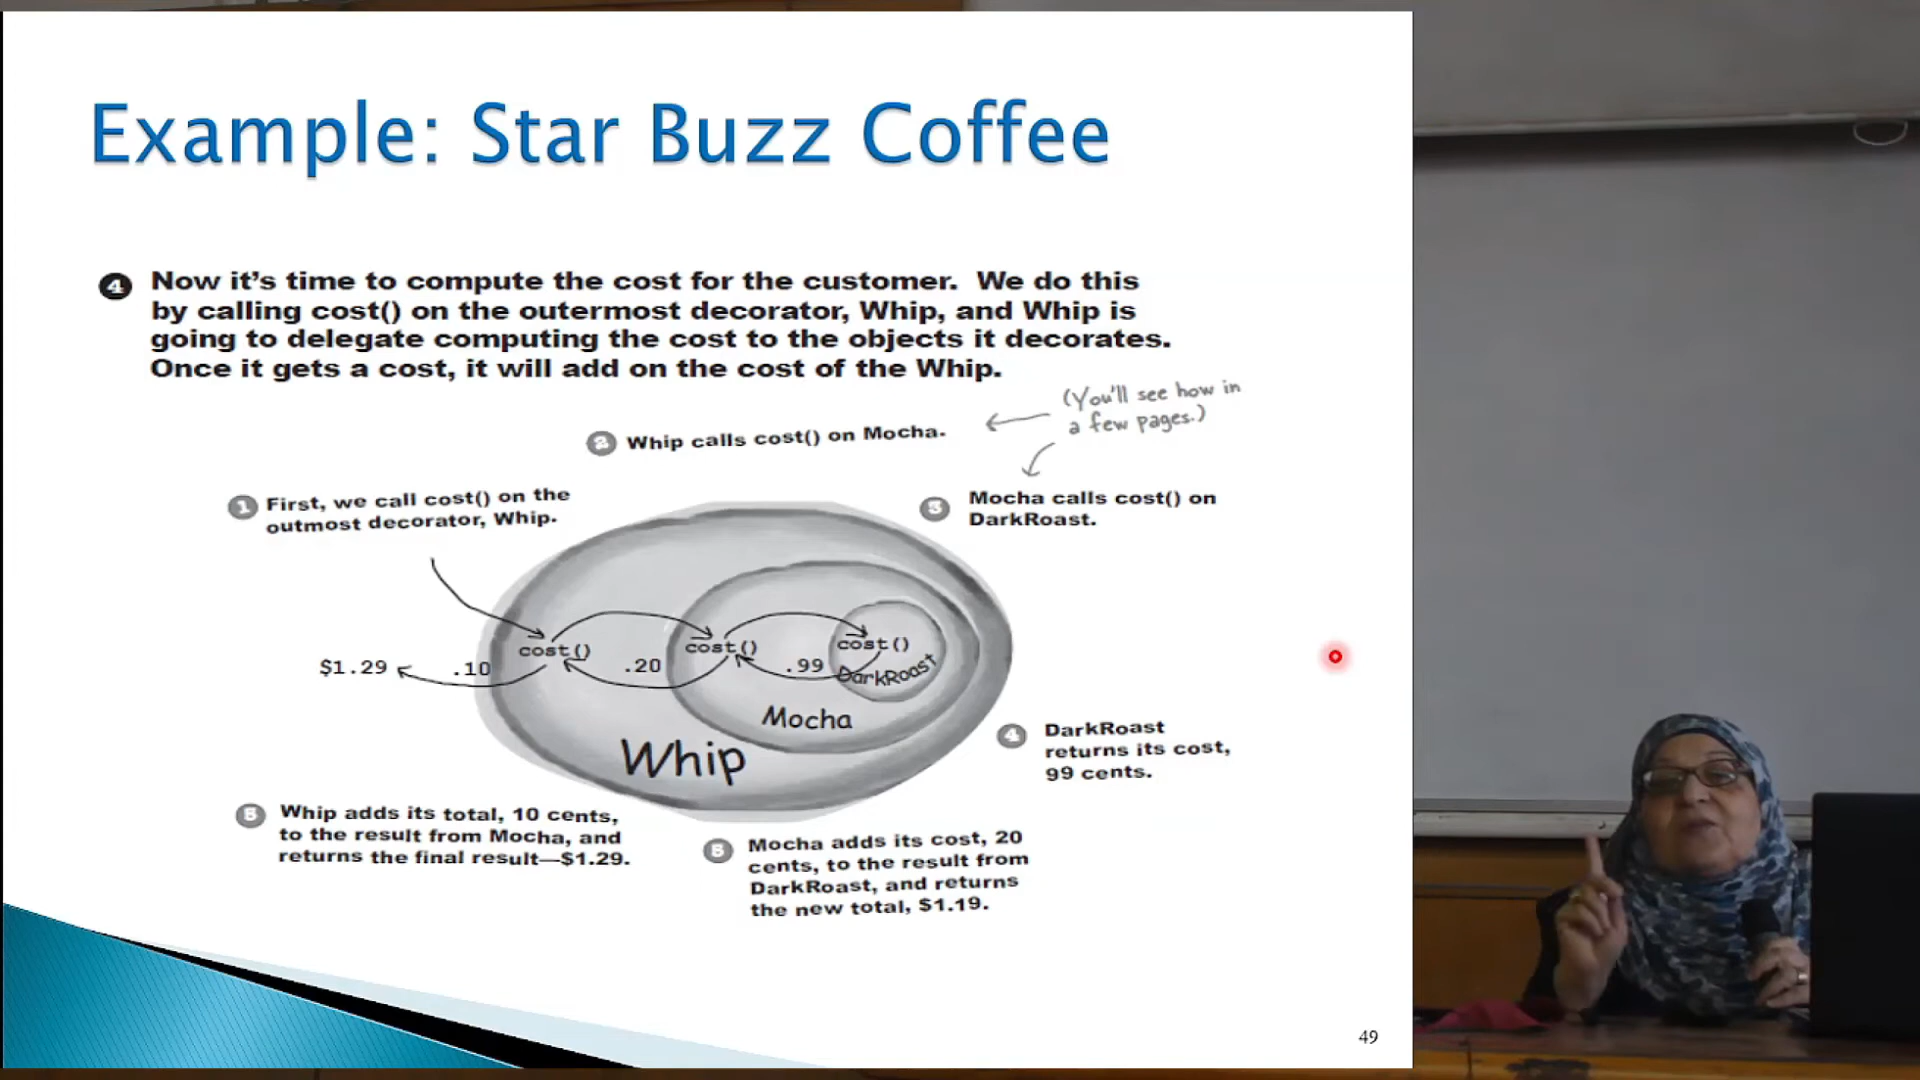 Example: Star Buzz Coffee
4 Now it's time to compute the cost for the customer. We do this
by calling cost() on the outermost decorator, Whip, and Whip is
going to delegate computing the cost to the objects it decorates.
Once it gets a cost, it will add on the cost of the Whip.
(You'll see how in
a few pages.)
2 Whip calls cost() on Mocha.
1 First, we call cost() on the
outmost decorator, Whip.
3 Mocha calls cost() on
DarkRoast.
cost() cost() cost()
$1.29 .10 .20 .99 DarkRoast
Mocha
Whip
4 DarkRoast
returns its cost,
99 cents.
Whip adds its total, 10 cents,
to the result from Mocha, and
returns the final result—$1.29.
5 Mocha adds its cost, 20
cents, to the result from
DarkRoast, and returns
the new total, $1.19.
49